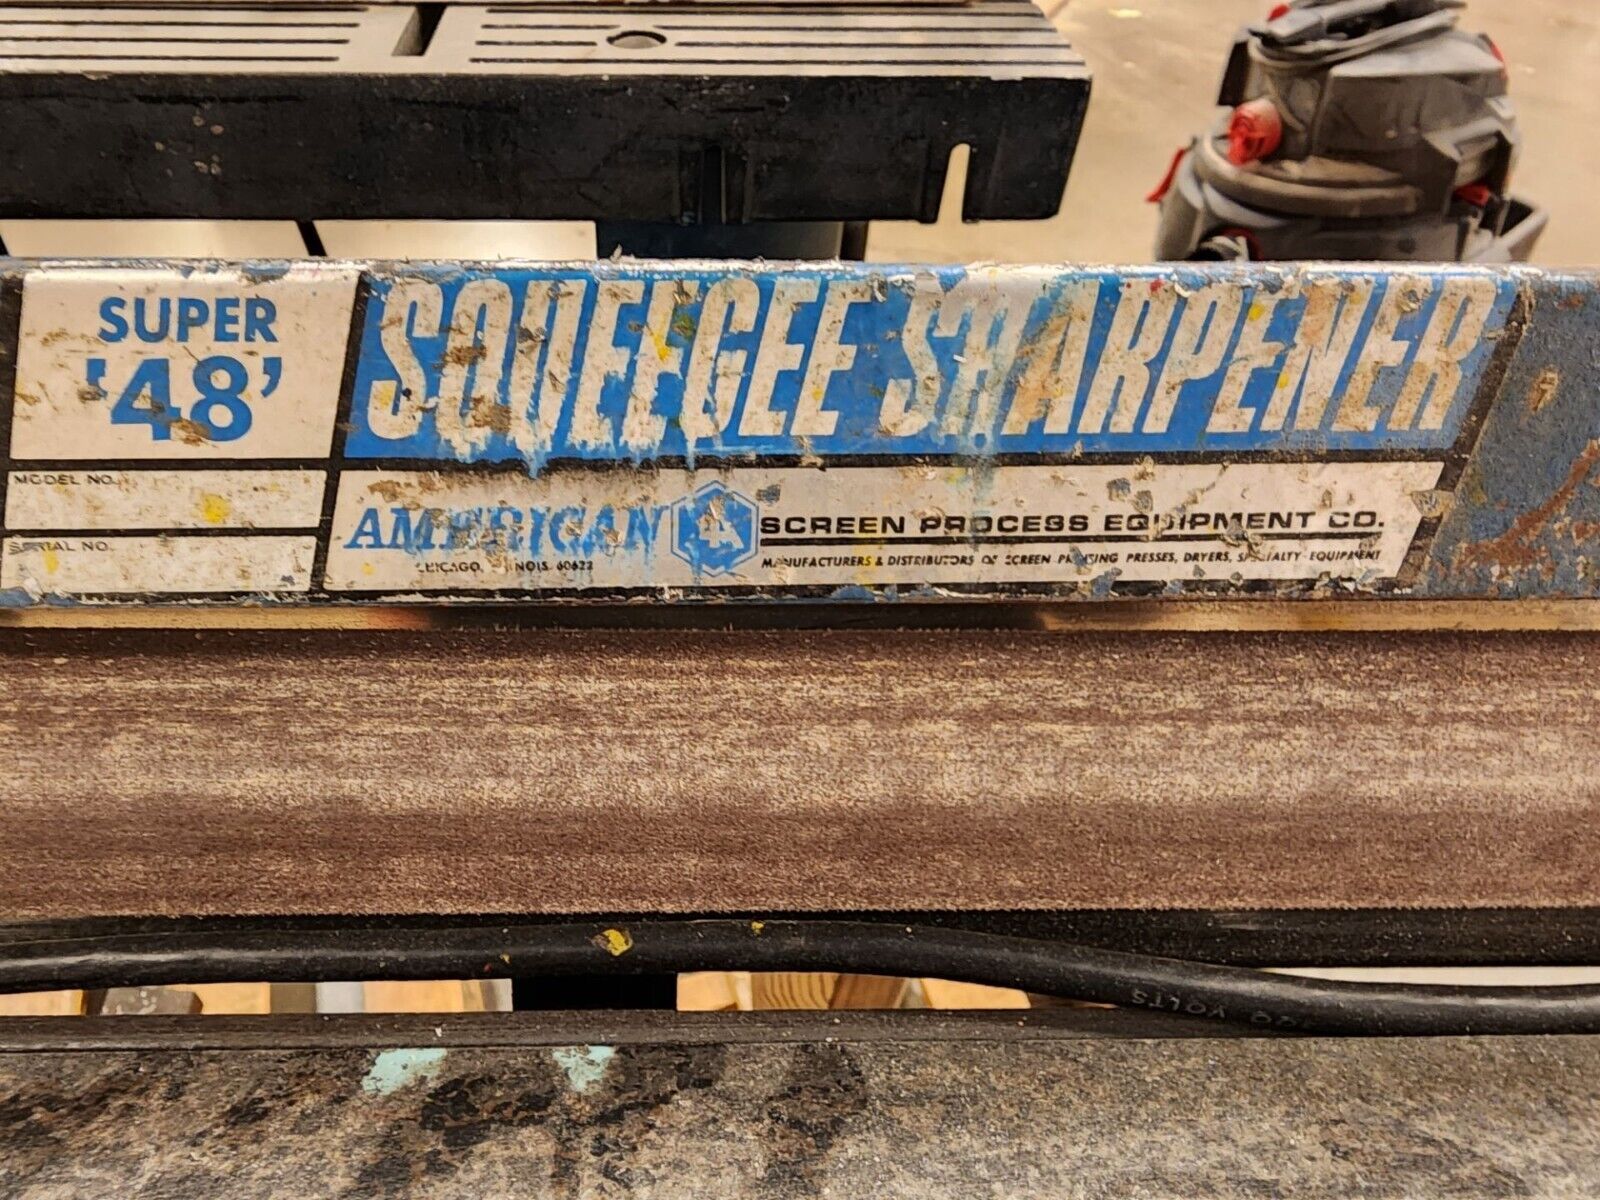 SUPER
'48'
SQUEEGEE SHARPENER
MODEL NO.
SERIAL NO.
AMERICAN A SCREEN PROCESS EQUIPMENT CO.
CHICAGO, ILLINOIS 60622
MANUFACTURERS & DISTRIBUTORS OF SCREEN PRINTING PRESSES, DRYERS, SPECIALTY EQUIPMENT
VOLTS